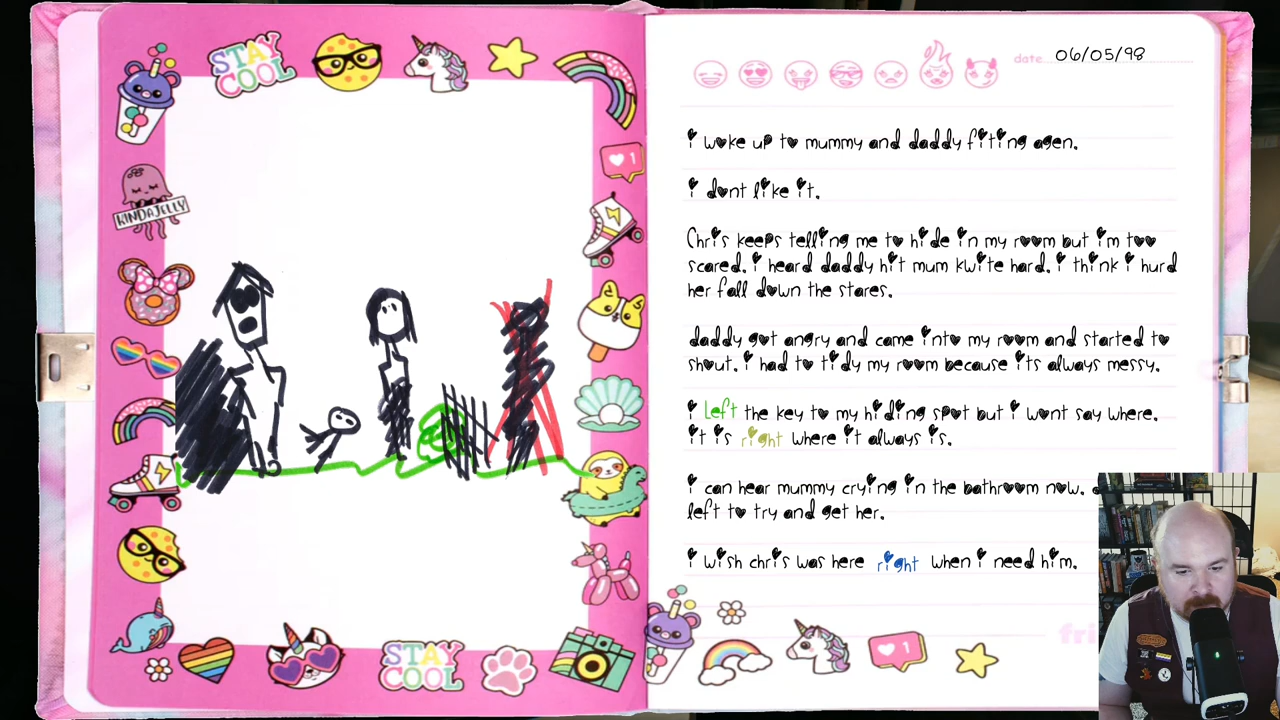 STAY COOL
KINDAJELLY
1
STAY COOL
date 06/05/98
i woke up to mummy and daddy fiting agen.
i dont like it.
Chris keeps telling me to hide in my room but i'm too
scared. i heard daddy hit mum kwite hard. i think i hurd
her fall down the stares.
daddy got angry and came into my room and started to
shout. i had to tidy my room because its always messy.
i Left the key to my hiding spot but i wont say where.
it is right where it always is.
i can hear mummy crying in the bathroom now.
left to try and get her.
i wish chris was here right when i need him.
1